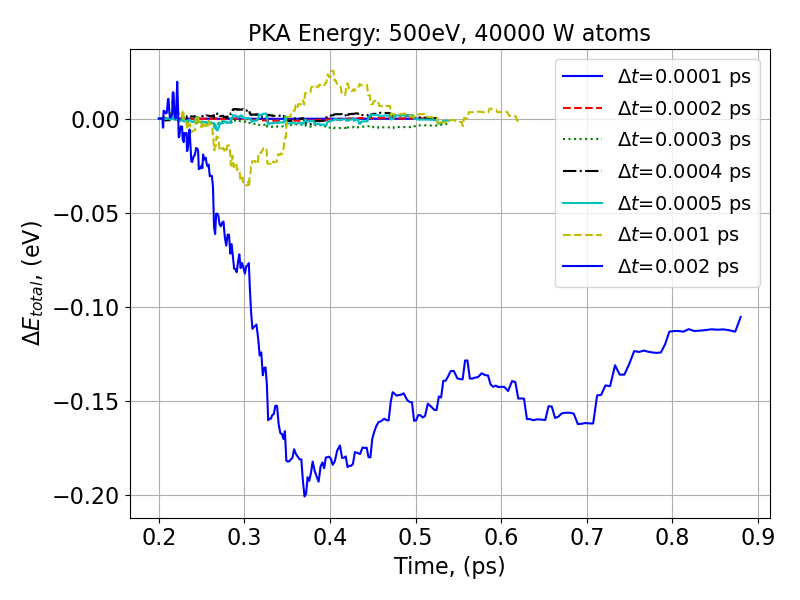 PKA Energy: 500eV, 40000 W atoms
Δt=0.0001 ps
Δt=0.0002 ps
Δt=0.0003 ps
Δt=0.0004 ps
Δt=0.0005 ps
Δt=0.001 ps
Δt=0.002 ps
0.00
−0.05
−0.10
−0.15
−0.20
ΔE_total, (eV)
0.2 0.3 0.4 0.5 0.6 0.7 0.8 0.9
Time, (ps)